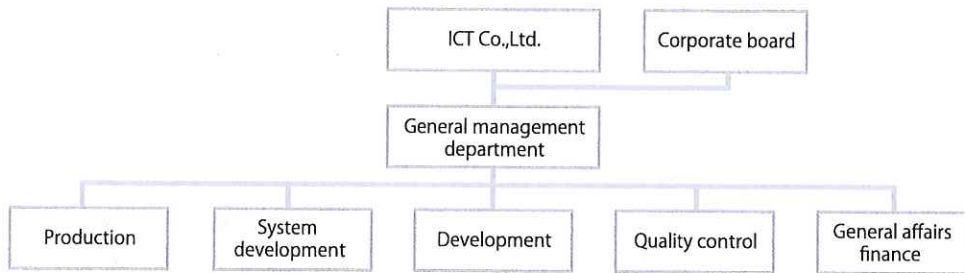 ICT Co.,Ltd.
Corporate board
General management
department
Production
System
development
Development
Quality control
General affairs
finance